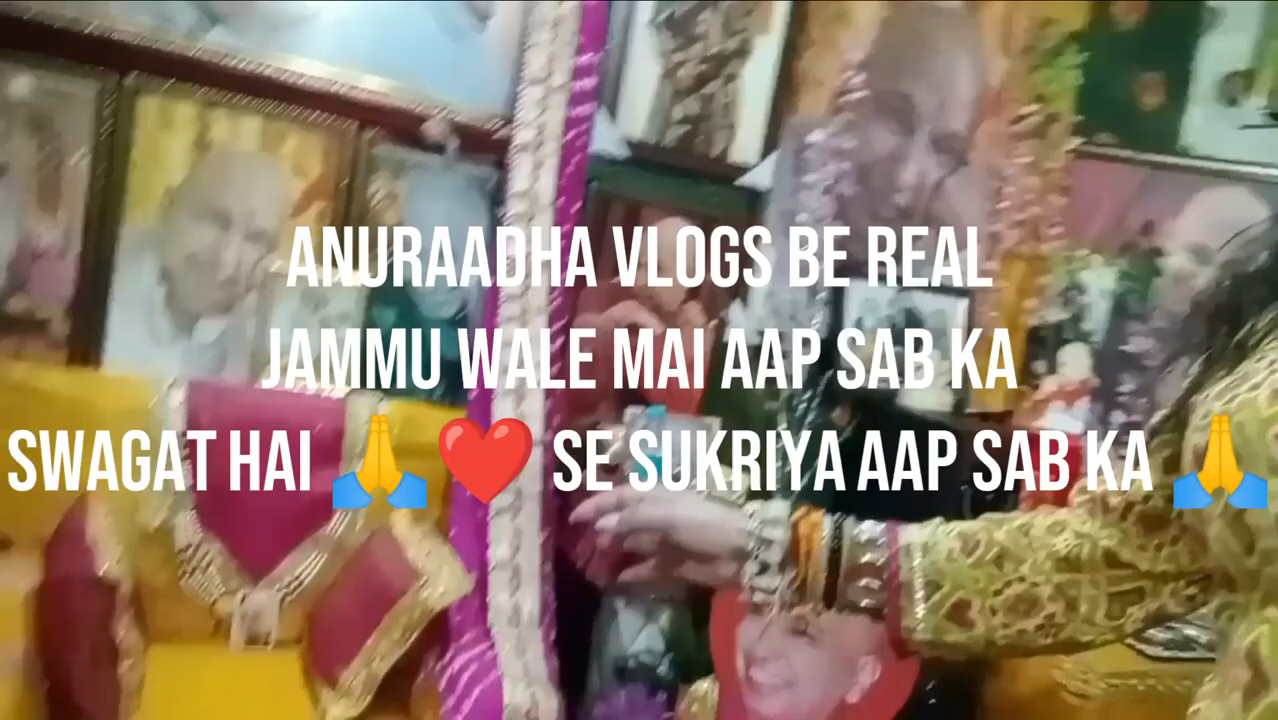 ANURAADHA VLOGS BE REAL
JAMMU WALE MAI AAP SAB KA
SWAGAT HAI 🙏 ❤️ SE SUKRIYA AAP SAB KA 🙏